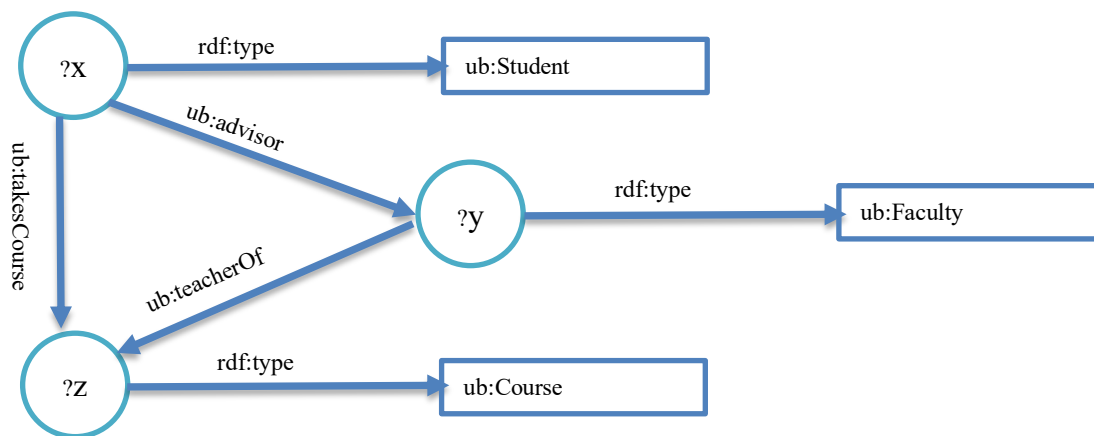 ?x
rdf:type
ub:Student
ub:advisor
ub:takesCourse
?y
rdf:type
ub:Faculty
ub:teacherOf
?z
rdf:type
ub:Course